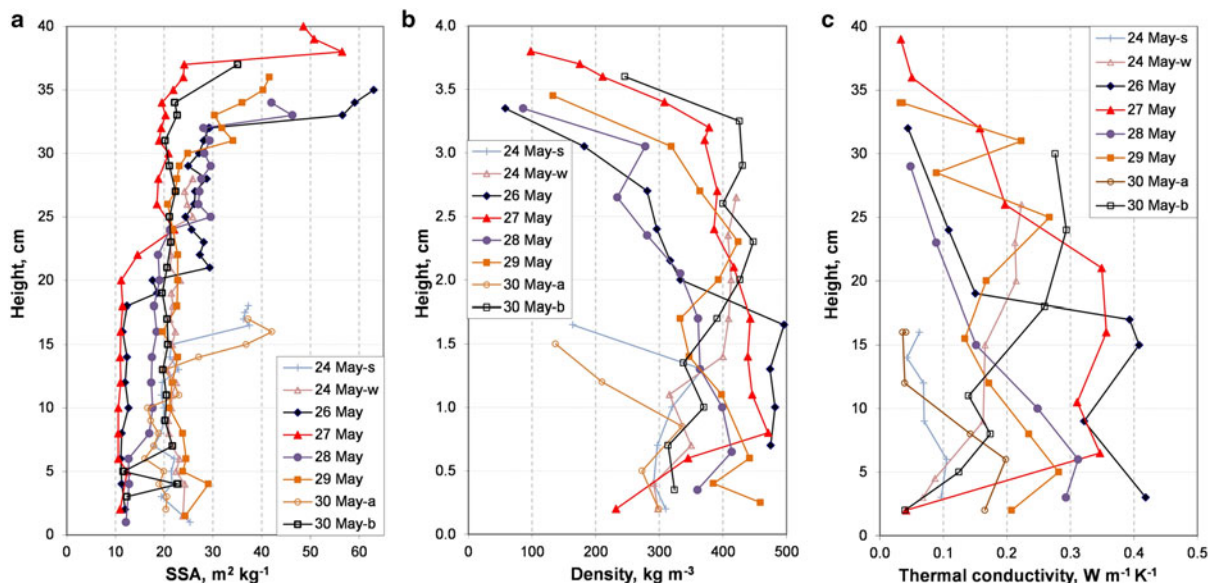 a
b
c
40
35
30
25
20
15
10
5
0
Height, cm
0 10 20 30 40 50 60
SSA, m² kg⁻¹
24 May-s
24 May-w
26 May
27 May
28 May
29 May
30 May-a
30 May-b
4.0
3.5
3.0
2.5
2.0
1.5
1.0
0.5
0.0
Height, cm
0 100 200 300 400 500
Density, kg m⁻³
24 May-s
24 May-w
26 May
27 May
28 May
29 May
30 May-a
30 May-b
40
35
30
25
20
15
10
5
0
Height, cm
0.0 0.1 0.2 0.3 0.4 0.5
Thermal conductivity, W m⁻¹ K⁻¹
24 May-s
24 May-w
26 May
27 May
28 May
29 May
30 May-a
30 May-b